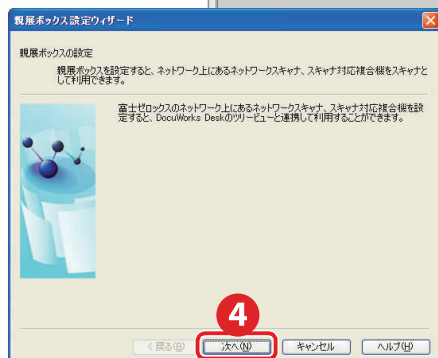 親展ボックス設定ウィザード
親展ボックスの設定
親展ボックスを設定すると、ネットワーク上にあるネットワークスキャナ、スキャナ対応複合機をスキャナと
して利用できます。
富士ゼロックスのネットワーク上にあるネットワークスキャナ、スキャナ対応複合機を設
定すると、DocuWorks Deskのツリービューと連携して利用することができます。
4
< 戻る(B)
次へ(N)
キャンセル
ヘルプ(H)